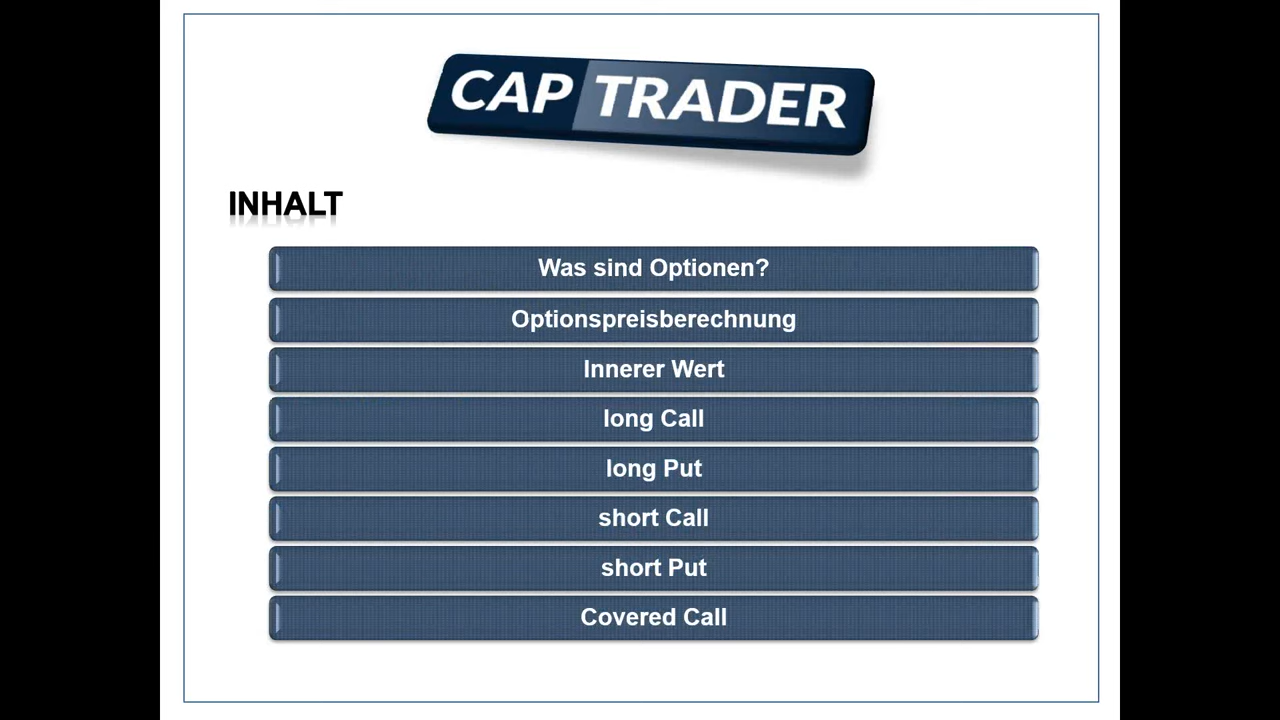 CAP TRADER
INHALT
Was sind Optionen?
Optionspreisberechnung
Innerer Wert
long Call
long Put
short Call
short Put
Covered Call